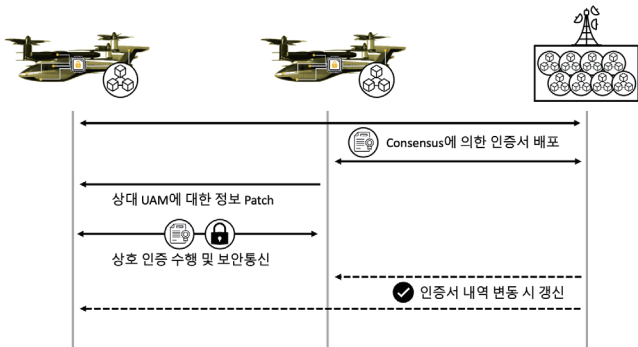 Consensus에 의한 인증서 배포
상대 UAM에 대한 정보 Patch
상호 인증 수행 및 보안통신
인증서 내역 변동 시 갱신